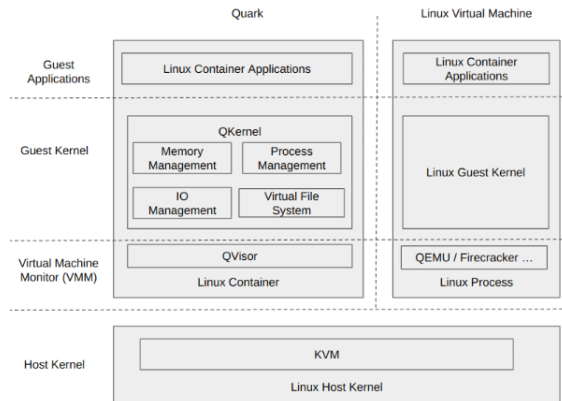 Quark
Linux Virtual Machine
Guest
Applications
Linux Container Applications
Linux Container
Applications
Guest Kernel
QKernel
Memory
Management
Process
Management
IO
Management
Virtual File
System
Linux Guest Kernel
Virtual Machine
Monitor (VMM)
QVisor
Linux Container
QEMU / Firecracker ...
Linux Process
Host Kernel
KVM
Linux Host Kernel